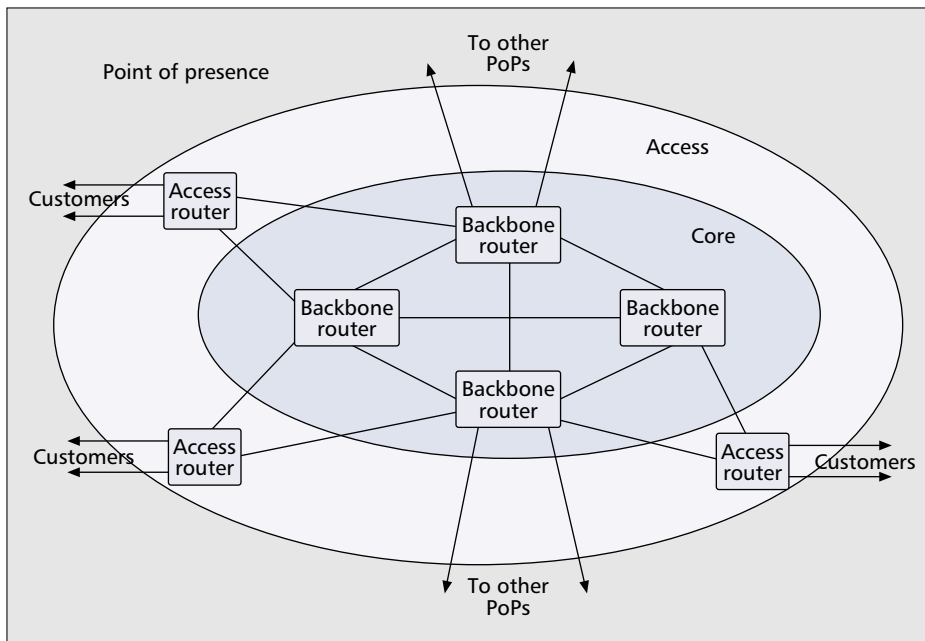 To other
PoPs
Point of presence
Access
Customers
Access
router
Backbone
router
Core
Backbone
router
Backbone
router
Backbone
router
Customers
Access
router
Access
router
Customers
To other
PoPs